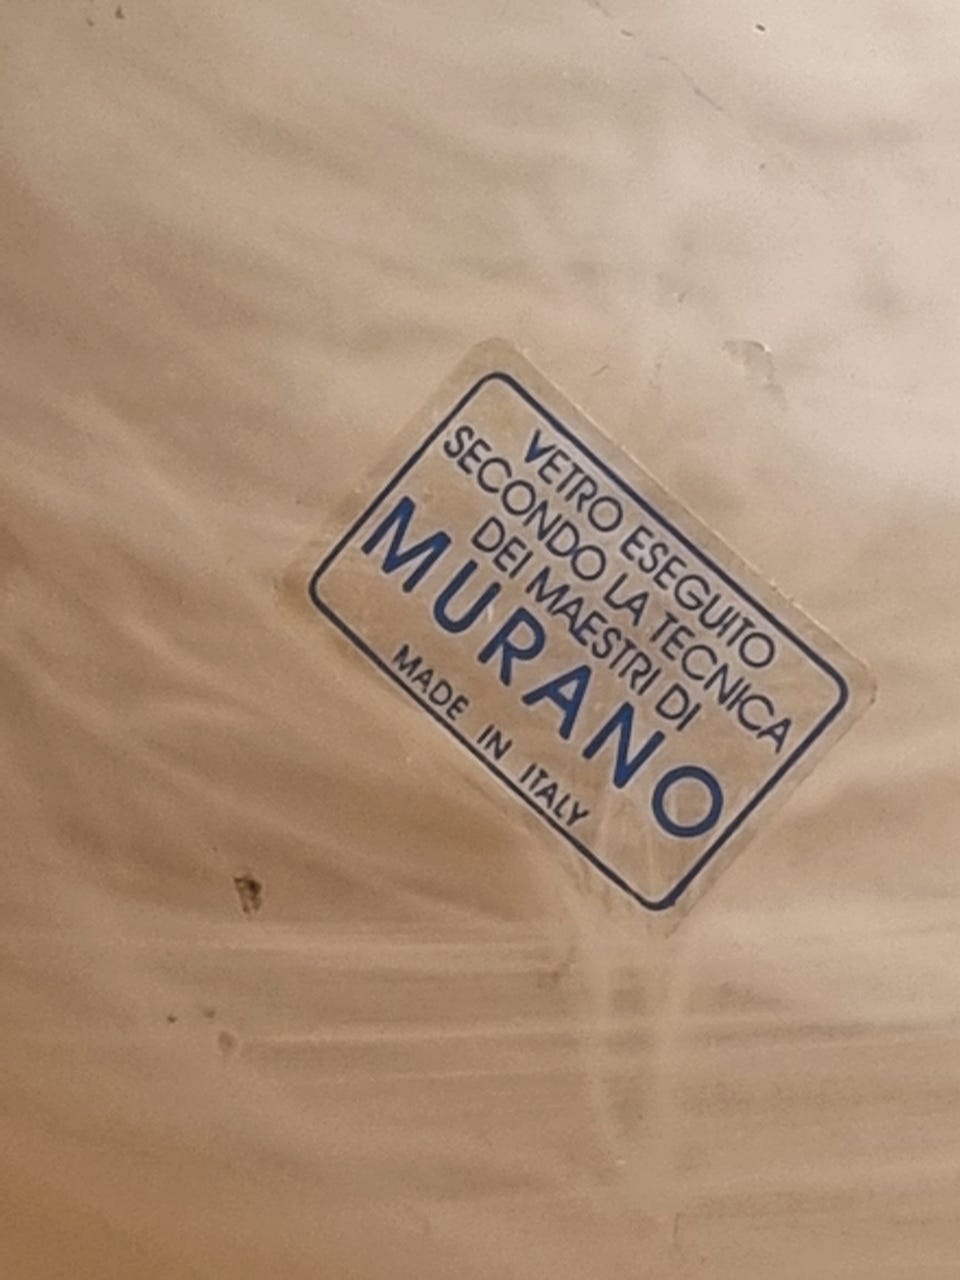 VETRO ESEGUITO
SECONDO LA TECNICA
DEI MAESTRI DI
MURANO
MADE IN ITALY